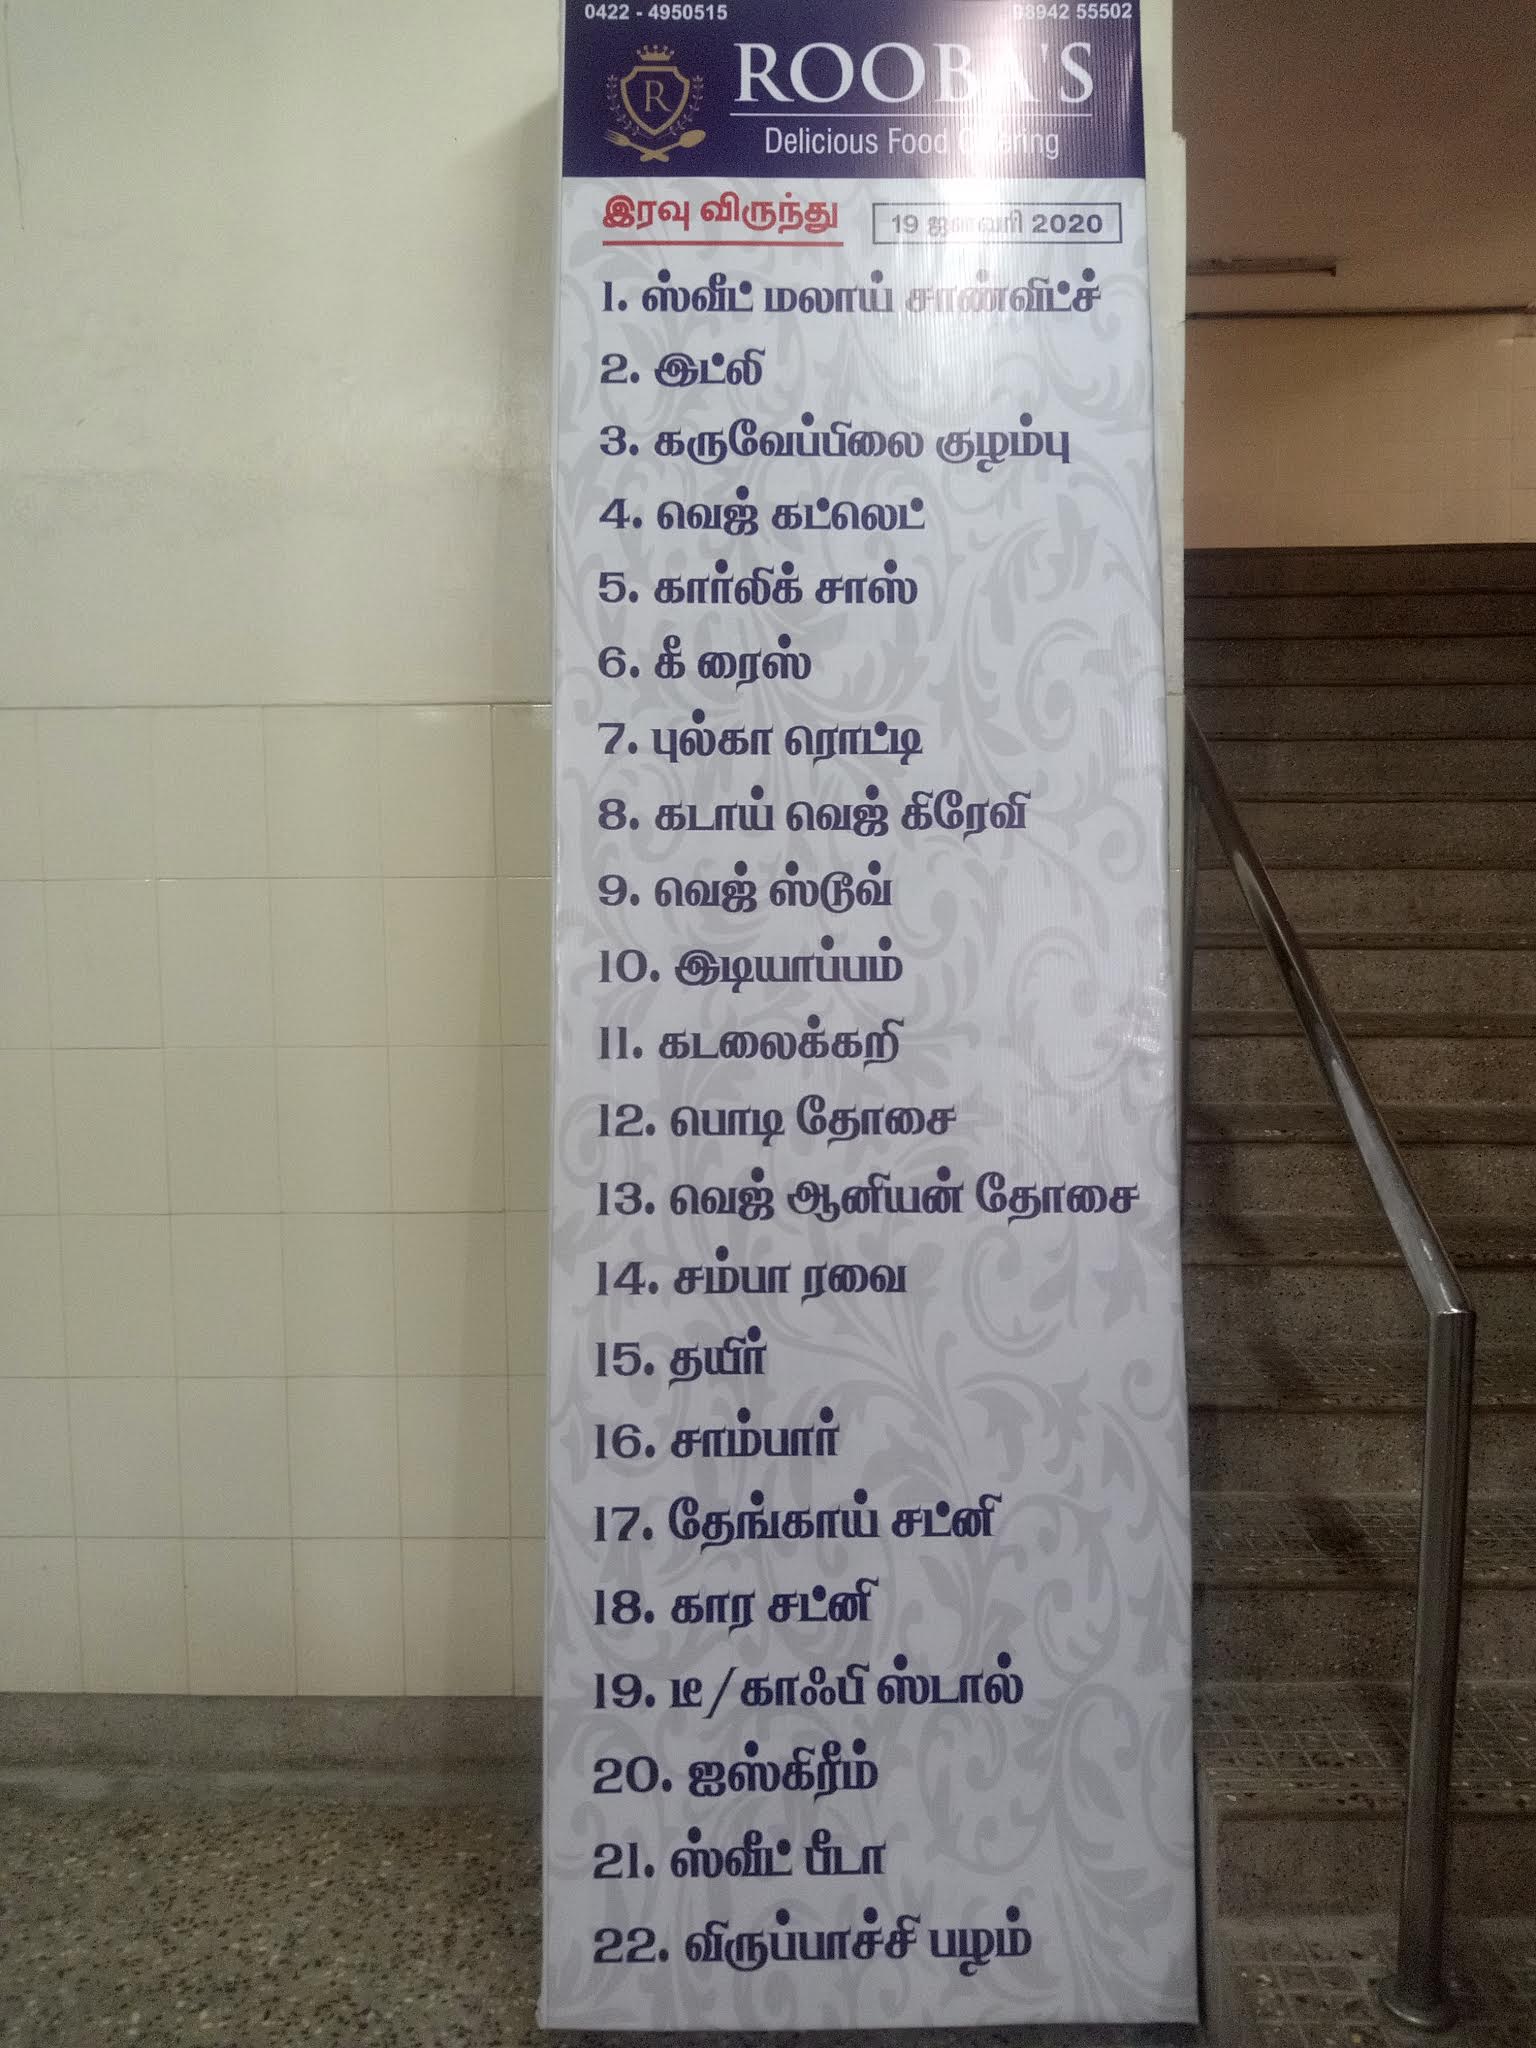 0422 - 4950515 98942 55502
R ROOBA'S
Delicious Food Catering
இரவு விருந்து 19 ஜனவரி 2020
1. ஸ்வீட் மலாய் சாண்விட்ச்
2. இட்லி
3. கருவேப்பிலை குழம்பு
4. வெஜ் கட்லெட்
5. கார்லிக் சாஸ்
6. கீ ரைஸ்
7. புல்கா ரொட்டி
8. கடாய் வெஜ் கிரேவி
9. வெஜ் ஸ்டூவ்
10. இடியாப்பம்
11. கடலைக்கறி
12. பொடி தோசை
13. வெஜ் ஆனியன் தோசை
14. சம்பா ரவை
15. தயிர்
16. சாம்பார்
17. தேங்காய் சட்னி
18. கார சட்னி
19. டீ/காஃபி ஸ்டால்
20. ஐஸ்கிரீம்
21. ஸ்வீட் பீடா
22. விருப்பாச்சி பழம்